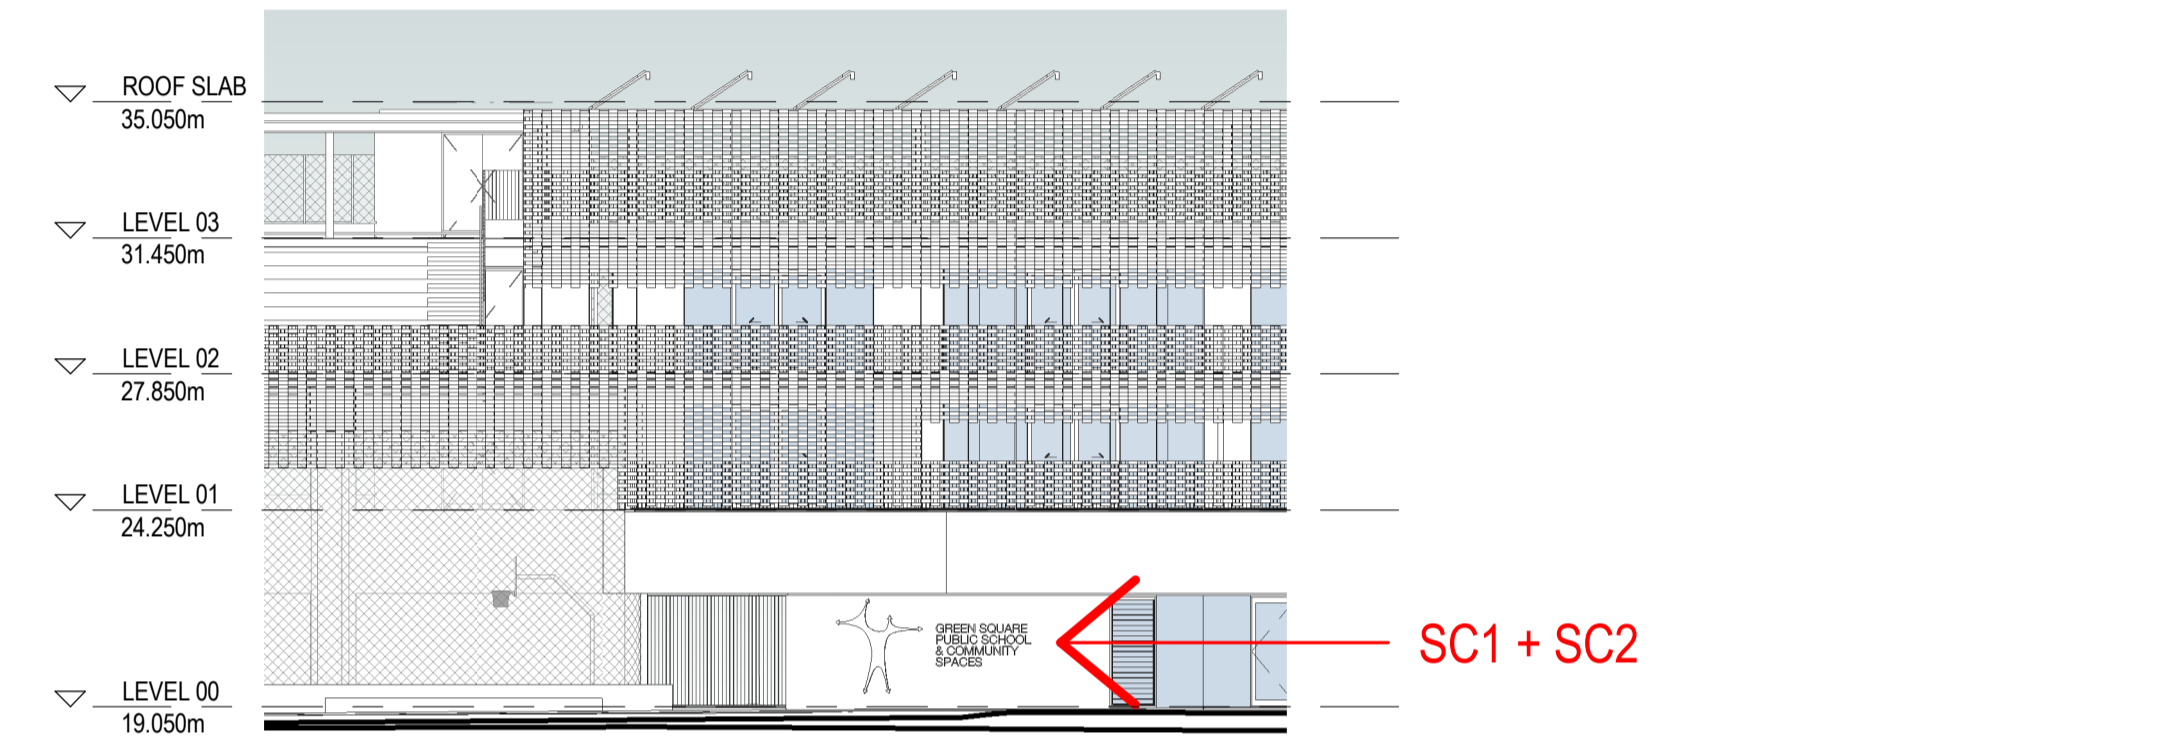 ROOF SLAB
35.050m
LEVEL 03
31.450m
LEVEL 02
27.850m
LEVEL 01
24.250m
GREEN SQUARE
PUBLIC SCHOOL
& COMMUNITY
SPACES
SC1 + SC2
LEVEL 00
19.050m